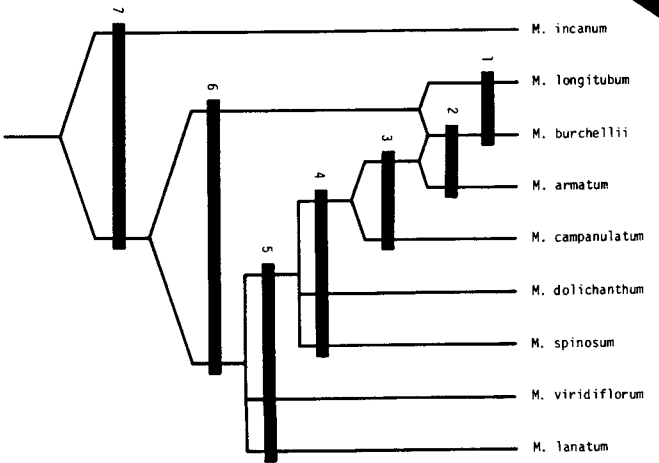 7
M. incanum
1
M. longitubum
6
2
M. burchellii
3
M. armatum
4
M. campanulatum
5
M. dolichanthum
M. spinosum
M. viridiflorum
M. lanatum